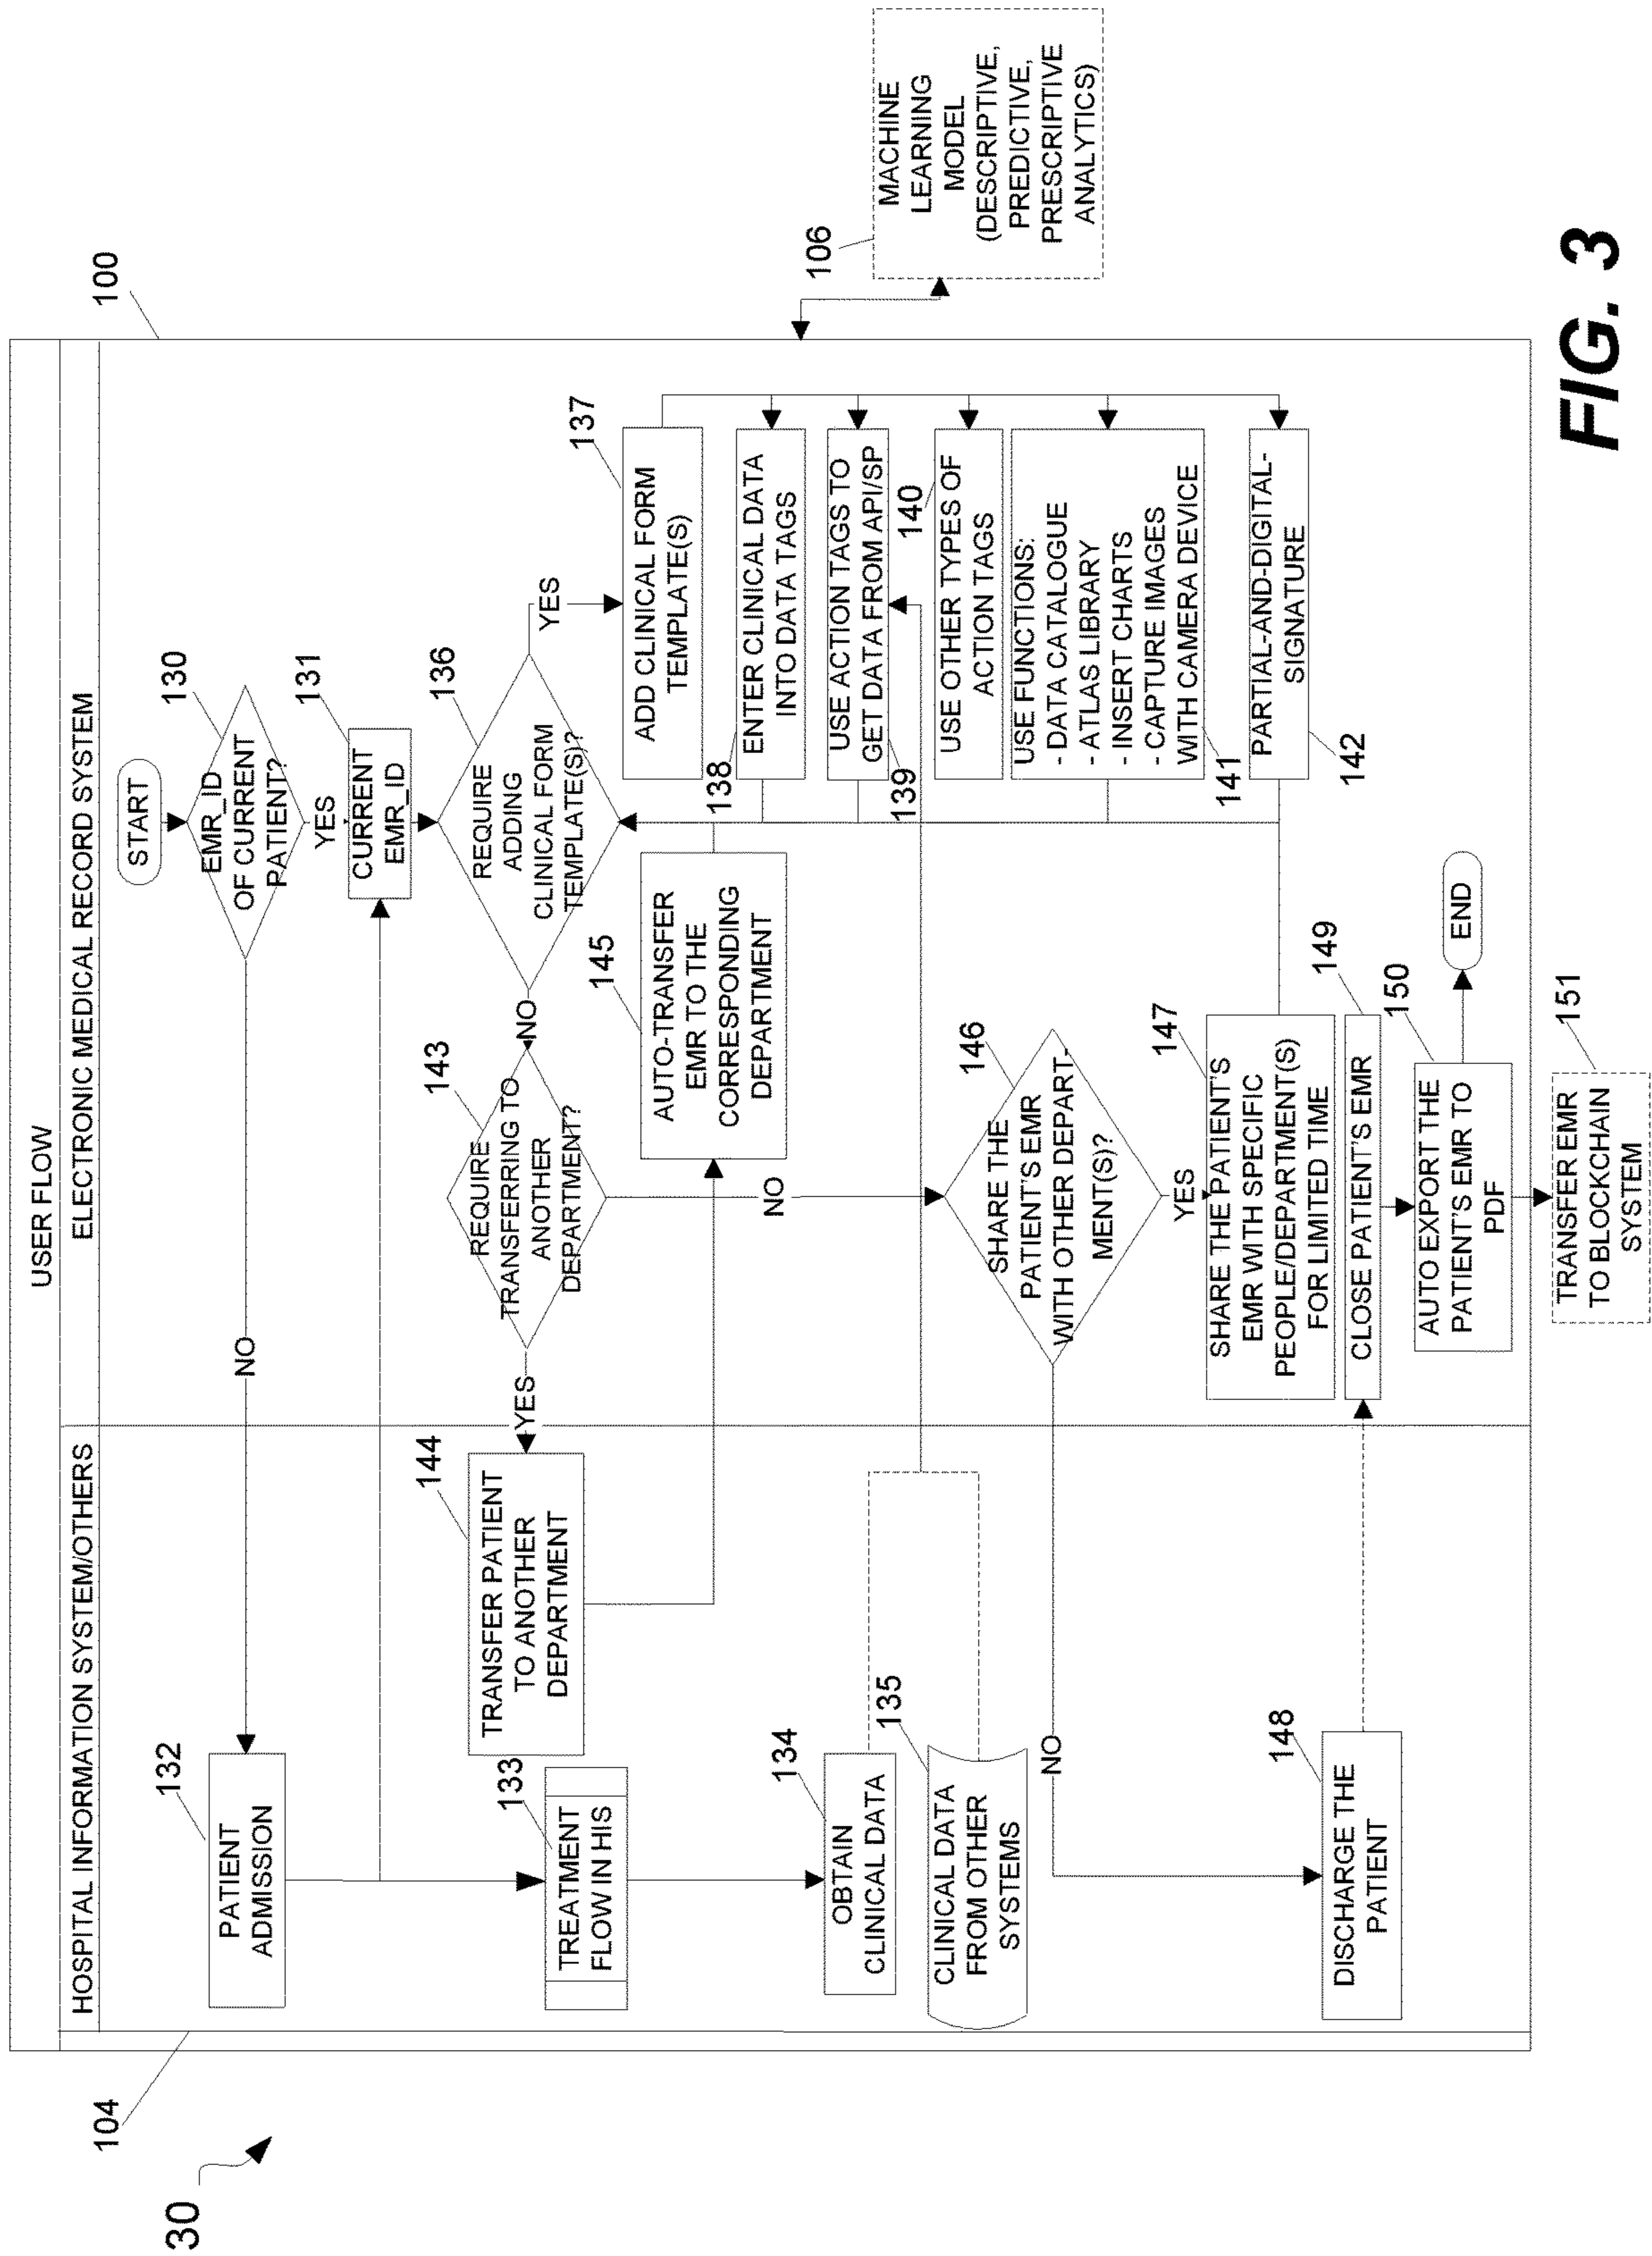 USER FLOW
HOSPITAL INFORMATION SYSTEM/OTHERS
ELECTRONIC MEDICAL RECORD SYSTEM
30
104
100
START
130
EMR_ID
OF CURRENT
PATIENT?
NO
YES
132
PATIENT
ADMISSION
131
CURRENT
EMR_ID
136
REQUIRE
ADDING
CLINICAL FORM
TEMPLATE(S)?
YES
NO
137
ADD CLINICAL FORM
TEMPLATE(S)
138
ENTER CLINICAL DATA
INTO DATA TAGS
USE ACTION TAGS TO
GET DATA FROM API/SP
139
140
USE OTHER TYPES OF
ACTION TAGS
USE FUNCTIONS:
- DATA CATALOGUE
- ATLAS LIBRARY
- INSERT CHARTS
- CAPTURE IMAGES
WITH CAMERA DEVICE
141
PARTIAL-AND-DIGITAL-
SIGNATURE
142
106
MACHINE
LEARNING
MODEL
(DESCRIPTIVE,
PREDICTIVE,
PRESCRIPTIVE
ANALYTICS)
143
REQUIRE
TRANSFERRING TO
ANOTHER
DEPARTMENT?
YES
NO
144
TRANSFER PATIENT
TO ANOTHER
DEPARTMENT
145
AUTO-TRANSFER
EMR TO THE
CORRESPONDING
DEPARTMENT
133
TREATMENT
FLOW IN HIS
134
OBTAIN
CLINICAL DATA
135
CLINICAL DATA
FROM OTHER
SYSTEMS
146
SHARE THE
PATIENT'S EMR
WITH OTHER DEPART-
MENT(S)?
NO
YES
147
SHARE THE PATIENT'S
EMR WITH SPECIFIC
PEOPLE/DEPARTMENT(S)
FOR LIMITED TIME
148
DISCHARGE THE
PATIENT
149
CLOSE PATIENT'S EMR
150
AUTO EXPORT THE
PATIENT'S EMR TO
PDF
END
151
TRANSFER EMR
TO BLOCKCHAIN
SYSTEM
FIG. 3